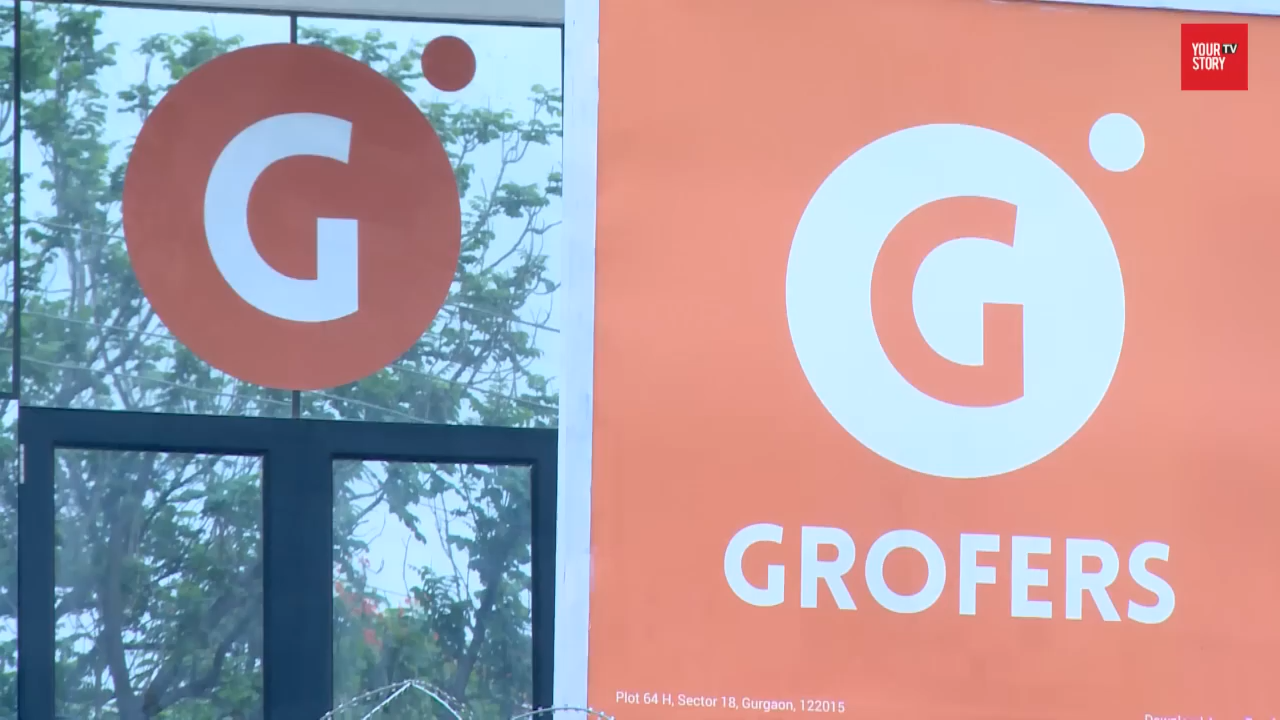 G
G
YOUR TV
STORY
GROFERS
Plot 64 H, Sector 18, Gurgaon, 122015